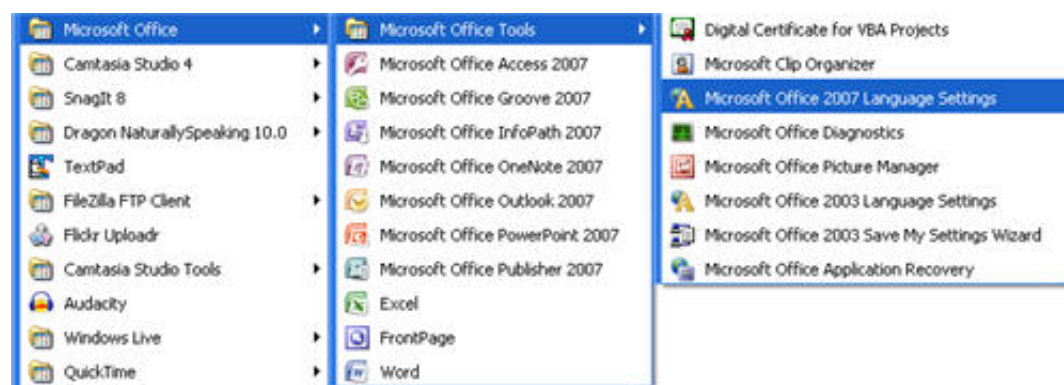 Microsoft Office
Camtasia Studio 4
SnagIt 8
Dragon NaturallySpeaking 10.0
TextPad
FileZilla FTP Client
Flickr Uploadr
Camtasia Studio Tools
Audacity
Windows Live
QuickTime
Microsoft Office Tools
Microsoft Office Access 2007
Microsoft Office Groove 2007
Microsoft Office InfoPath 2007
Microsoft Office OneNote 2007
Microsoft Office Outlook 2007
Microsoft Office PowerPoint 2007
Microsoft Office Publisher 2007
Excel
FrontPage
Word
Digital Certificate for VBA Projects
Microsoft Clip Organizer
Microsoft Office 2007 Language Settings
Microsoft Office Diagnostics
Microsoft Office Picture Manager
Microsoft Office 2003 Language Settings
Microsoft Office 2003 Save My Settings Wizard
Microsoft Office Application Recovery